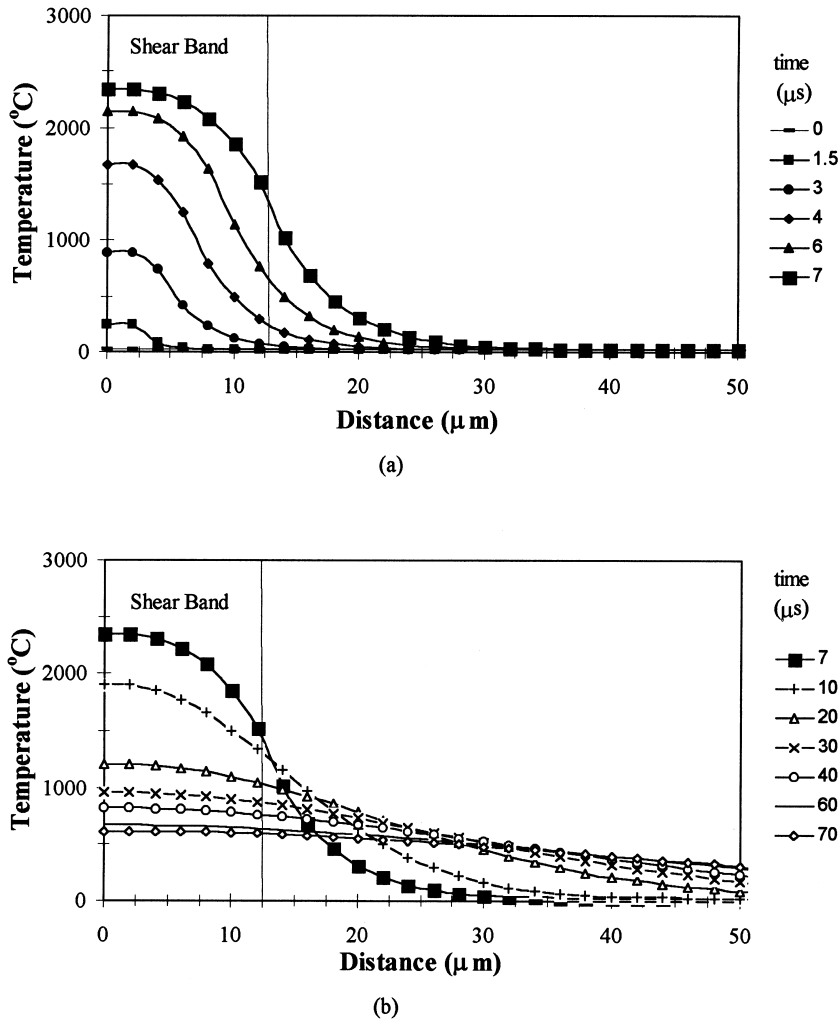 3000
Shear Band
2000
1000
0
Temperature (°C)
0 10 20 30 40 50
Distance (μm)
time
(μs)
0
1.5
3
4
6
7
(a)
3000
Shear Band
2000
1000
0
Temperature (°C)
0 10 20 30 40 50
Distance (μm)
time
(μs)
7
10
20
30
40
60
70
(b)